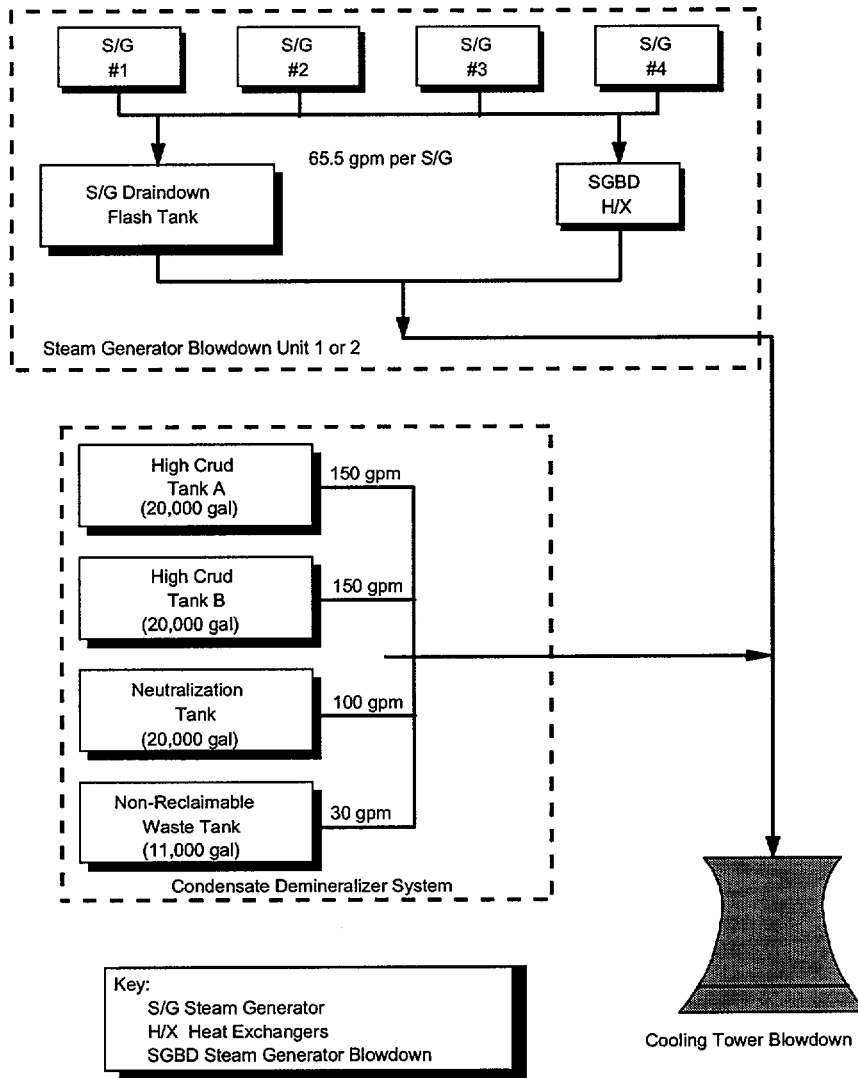 S/G
#1
S/G
#2
S/G
#3
S/G
#4
65.5 gpm per S/G
S/G Draindown
Flash Tank
SGBD
H/X
Steam Generator Blowdown Unit 1 or 2
High Crud
Tank A
(20,000 gal)
150 gpm
High Crud
Tank B
(20,000 gal)
150 gpm
Neutralization
Tank
(20,000 gal)
100 gpm
Non-Reclaimable
Waste Tank
(11,000 gal)
30 gpm
Condensate Demineralizer System
Key:
S/G Steam Generator
H/X Heat Exchangers
SGBD Steam Generator Blowdown
Cooling Tower Blowdown